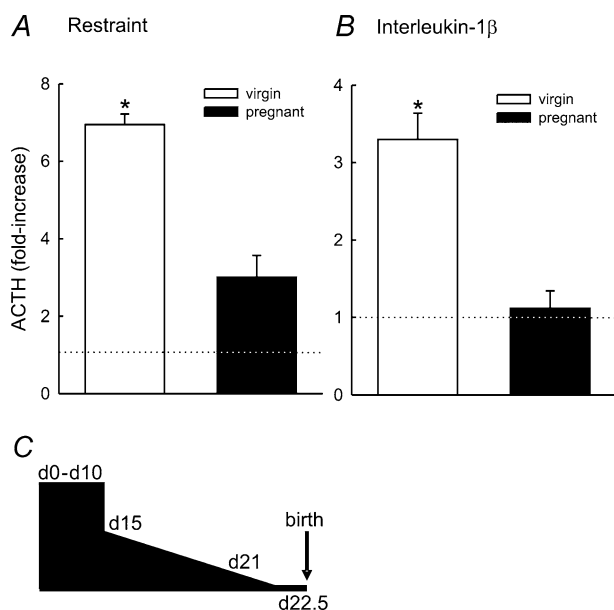 A Restraint
B Interleukin-1β
ACTH (fold-increase)
8
6
4
2
0
*
virgin
pregnant
4
3
2
1
0
*
virgin
pregnant
C
d0-d10
d15
d21
birth
d22.5